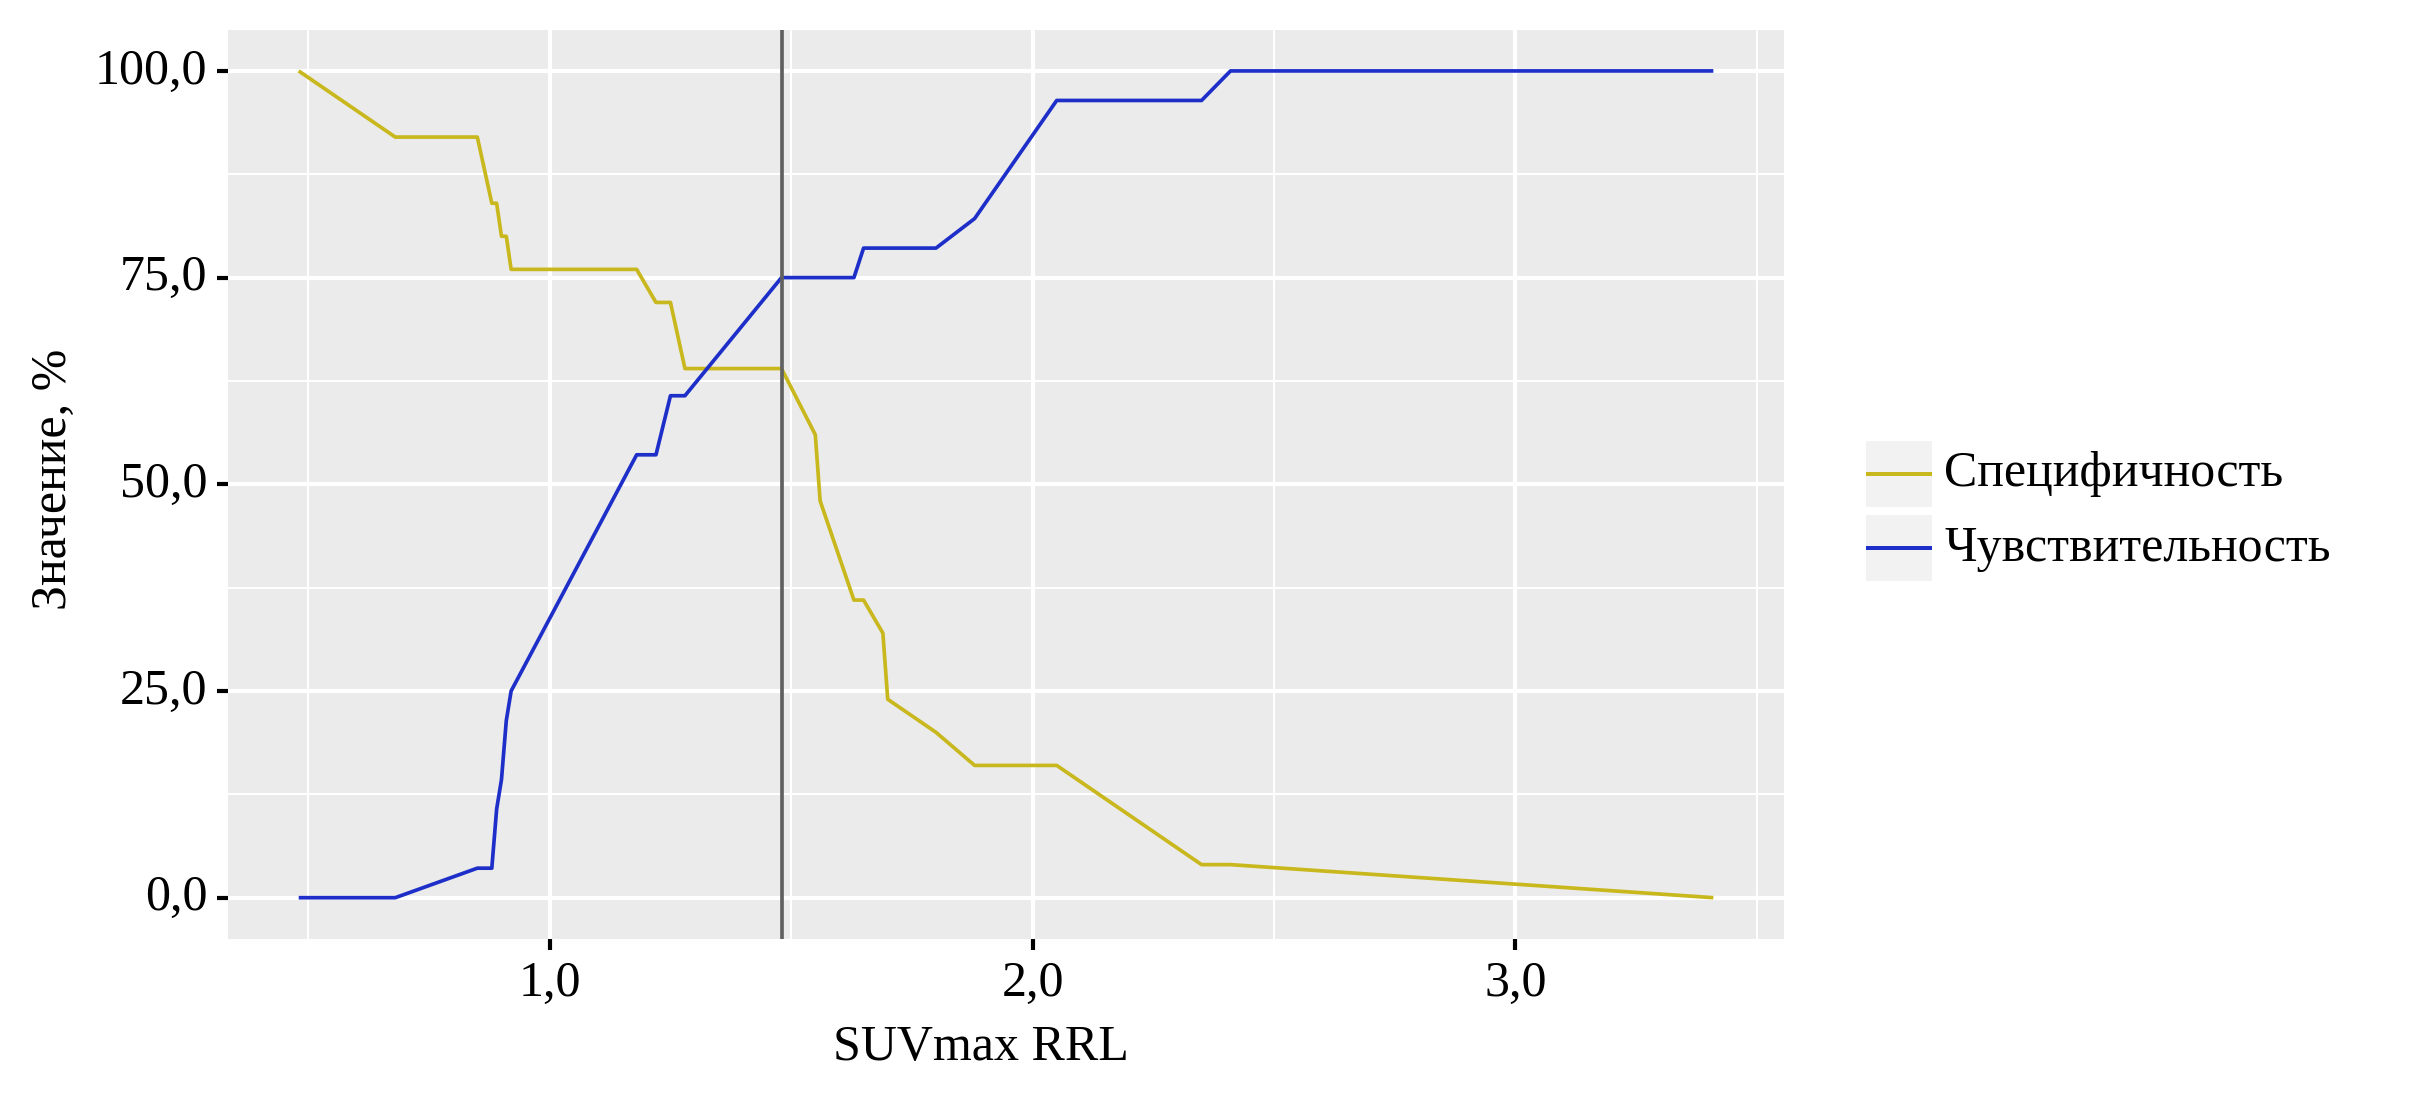 100,0
75,0
50,0
25,0
0,0
Значение, %
1,0
2,0
3,0
SUVmax RRL
Специфичность
Чувствительность